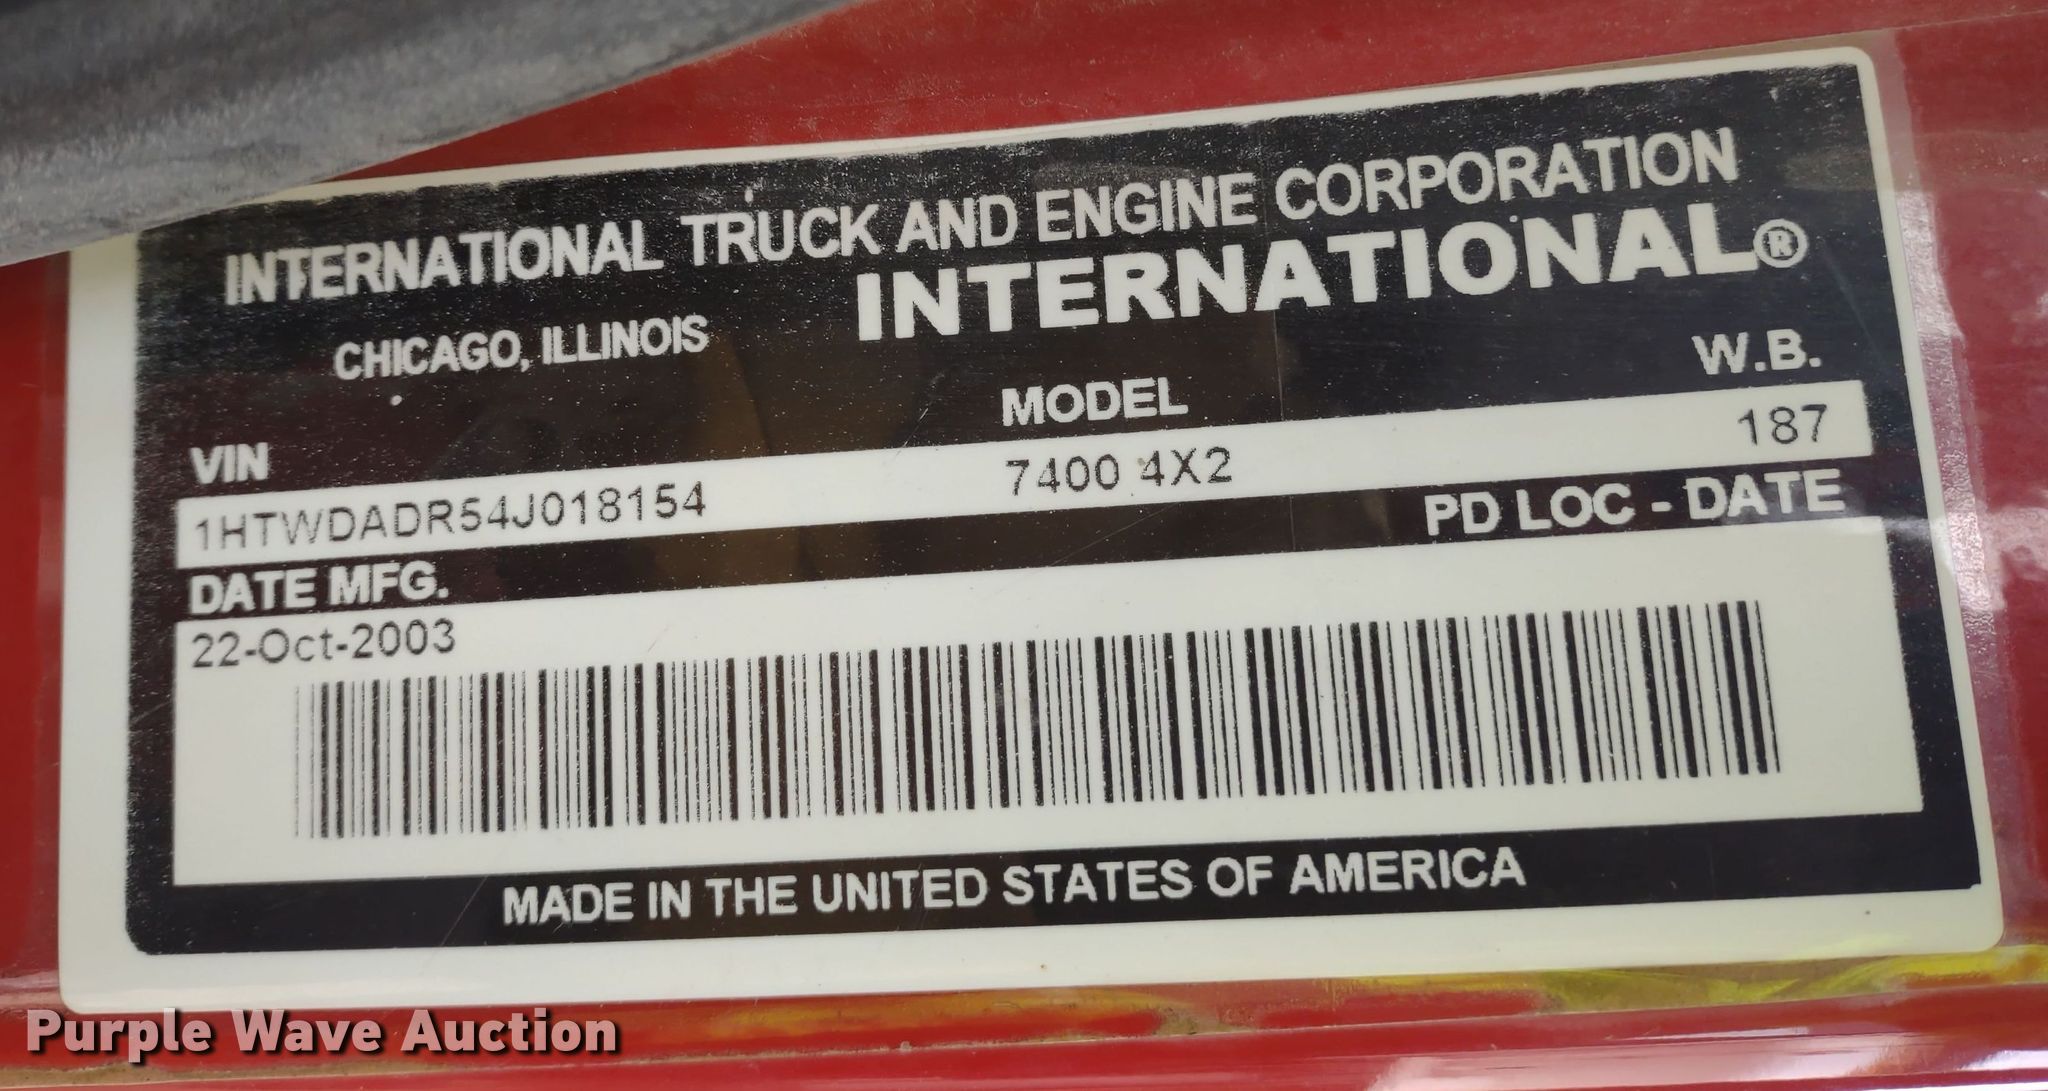 INTERNATIONAL TRUCK AND ENGINE CORPORATION
CHICAGO, ILLINOIS INTERNATIONAL®
VIN MODEL W.B.
1HTWDADR54J018154 7400 4X2 187
DATE MFG. PD LOC - DATE
22-Oct-2003
MADE IN THE UNITED STATES OF AMERICA
Purple Wave Auction